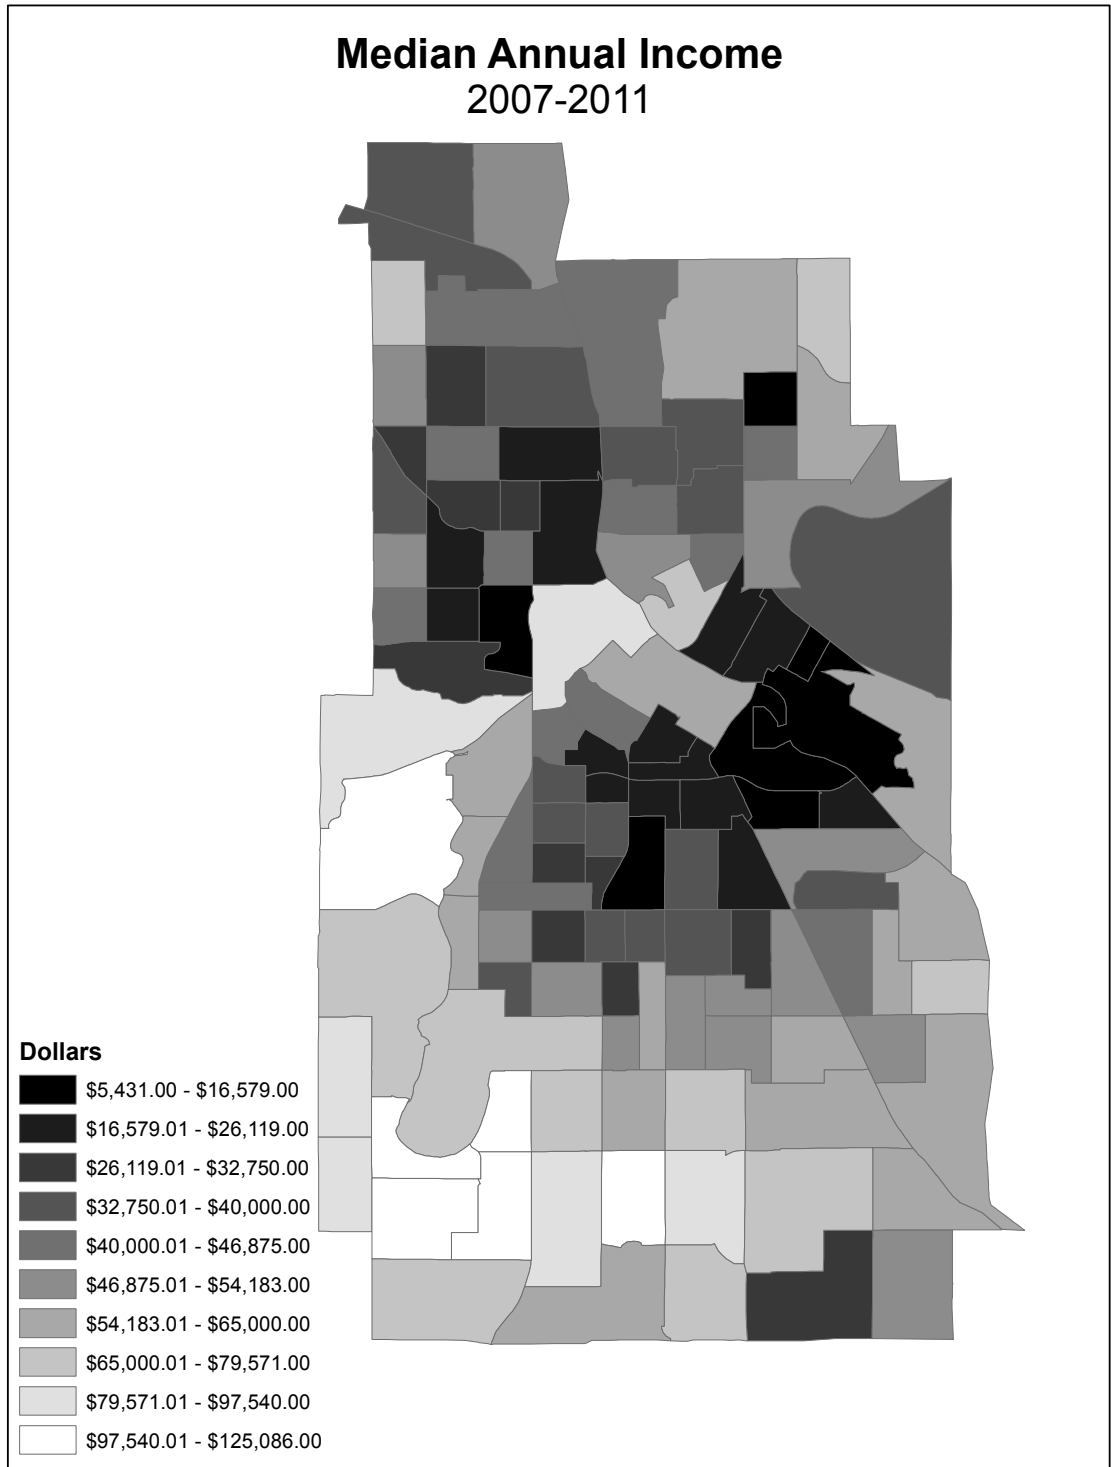 Median Annual Income
2007-2011
Dollars
$5,431.00 - $16,579.00
$16,579.01 - $26,119.00
$26,119.01 - $32,750.00
$32,750.01 - $40,000.00
$40,000.01 - $46,875.00
$46,875.01 - $54,183.00
$54,183.01 - $65,000.00
$65,000.01 - $79,571.00
$79,571.01 - $97,540.00
$97,540.01 - $125,086.00